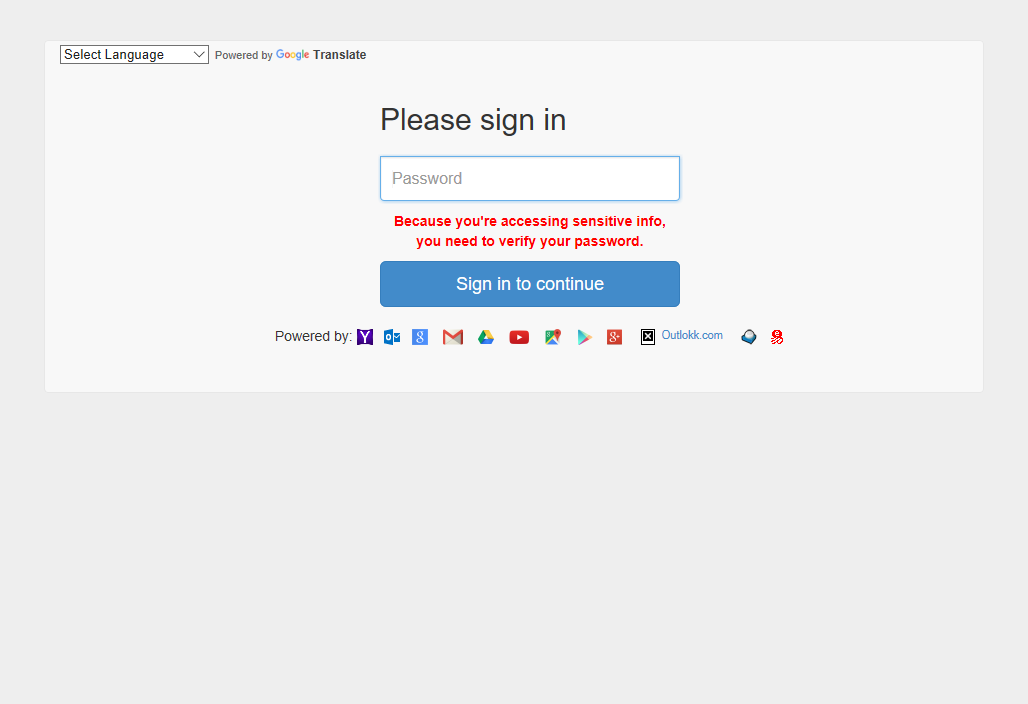 Select Language Powered by Google Translate
Please sign in
Password
Because you're accessing sensitive info,
you need to verify your password.
Sign in to continue
Powered by: Outlokk.com